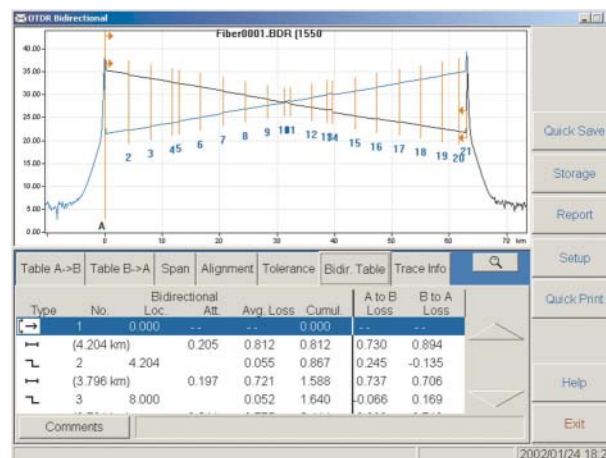 OTDR Bidirectional
Fiber0001.BDR (1550
40.00-
35.00-
30.00-
25.00-
20.00-
15.00-
10.00-
5.00-
0.00-
2 3 4 5 6 7 8 9 10 11 12 13 14 15 16 17 18 19 20 21
A
0 10 20 30 40 50 60 70 km
Quick Save
Storage
Report
Setup
Quick Print
Help
Exit
Table A->B Table B->A Span Alignment Tolerance Bidir. Table Trace Info
Bidirectional A to B B to A
Type No. Loc. Att. Avg. Loss Cumul. Loss Loss
1 0.000 -- -- 0.000 -- --
(4.204 km) 0.205 0.812 0.812 0.730 0.894
2 4.204 0.055 0.867 0.245 -0.135
(3.796 km) 0.197 0.721 1.588 0.737 0.706
3 8.000 0.052 1.640 -0.066 0.169
Comments
2002/01/24 18:2